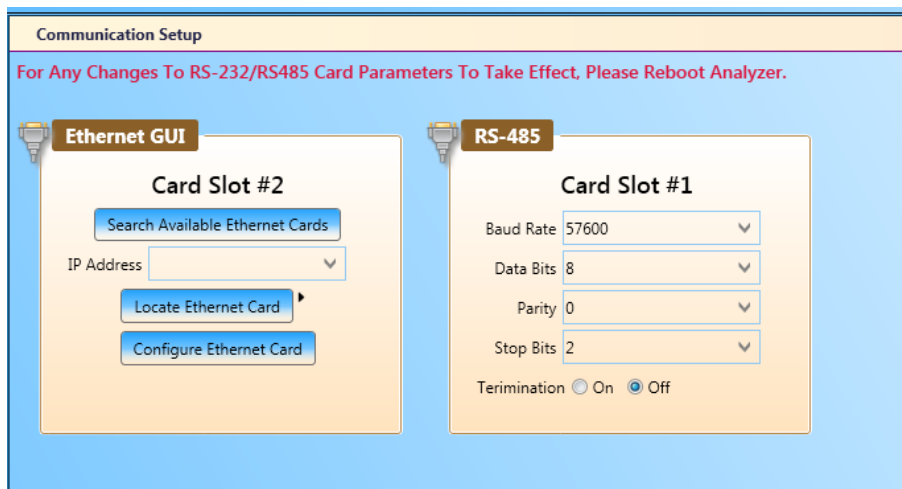 Communication Setup
For Any Changes To RS-232/RS485 Card Parameters To Take Effect, Please Reboot Analyzer.
Ethernet GUI
Card Slot #2
Search Available Ethernet Cards
IP Address
Locate Ethernet Card
Configure Ethernet Card
RS-485
Card Slot #1
Baud Rate 57600
Data Bits 8
Parity 0
Stop Bits 2
Termimination On Off